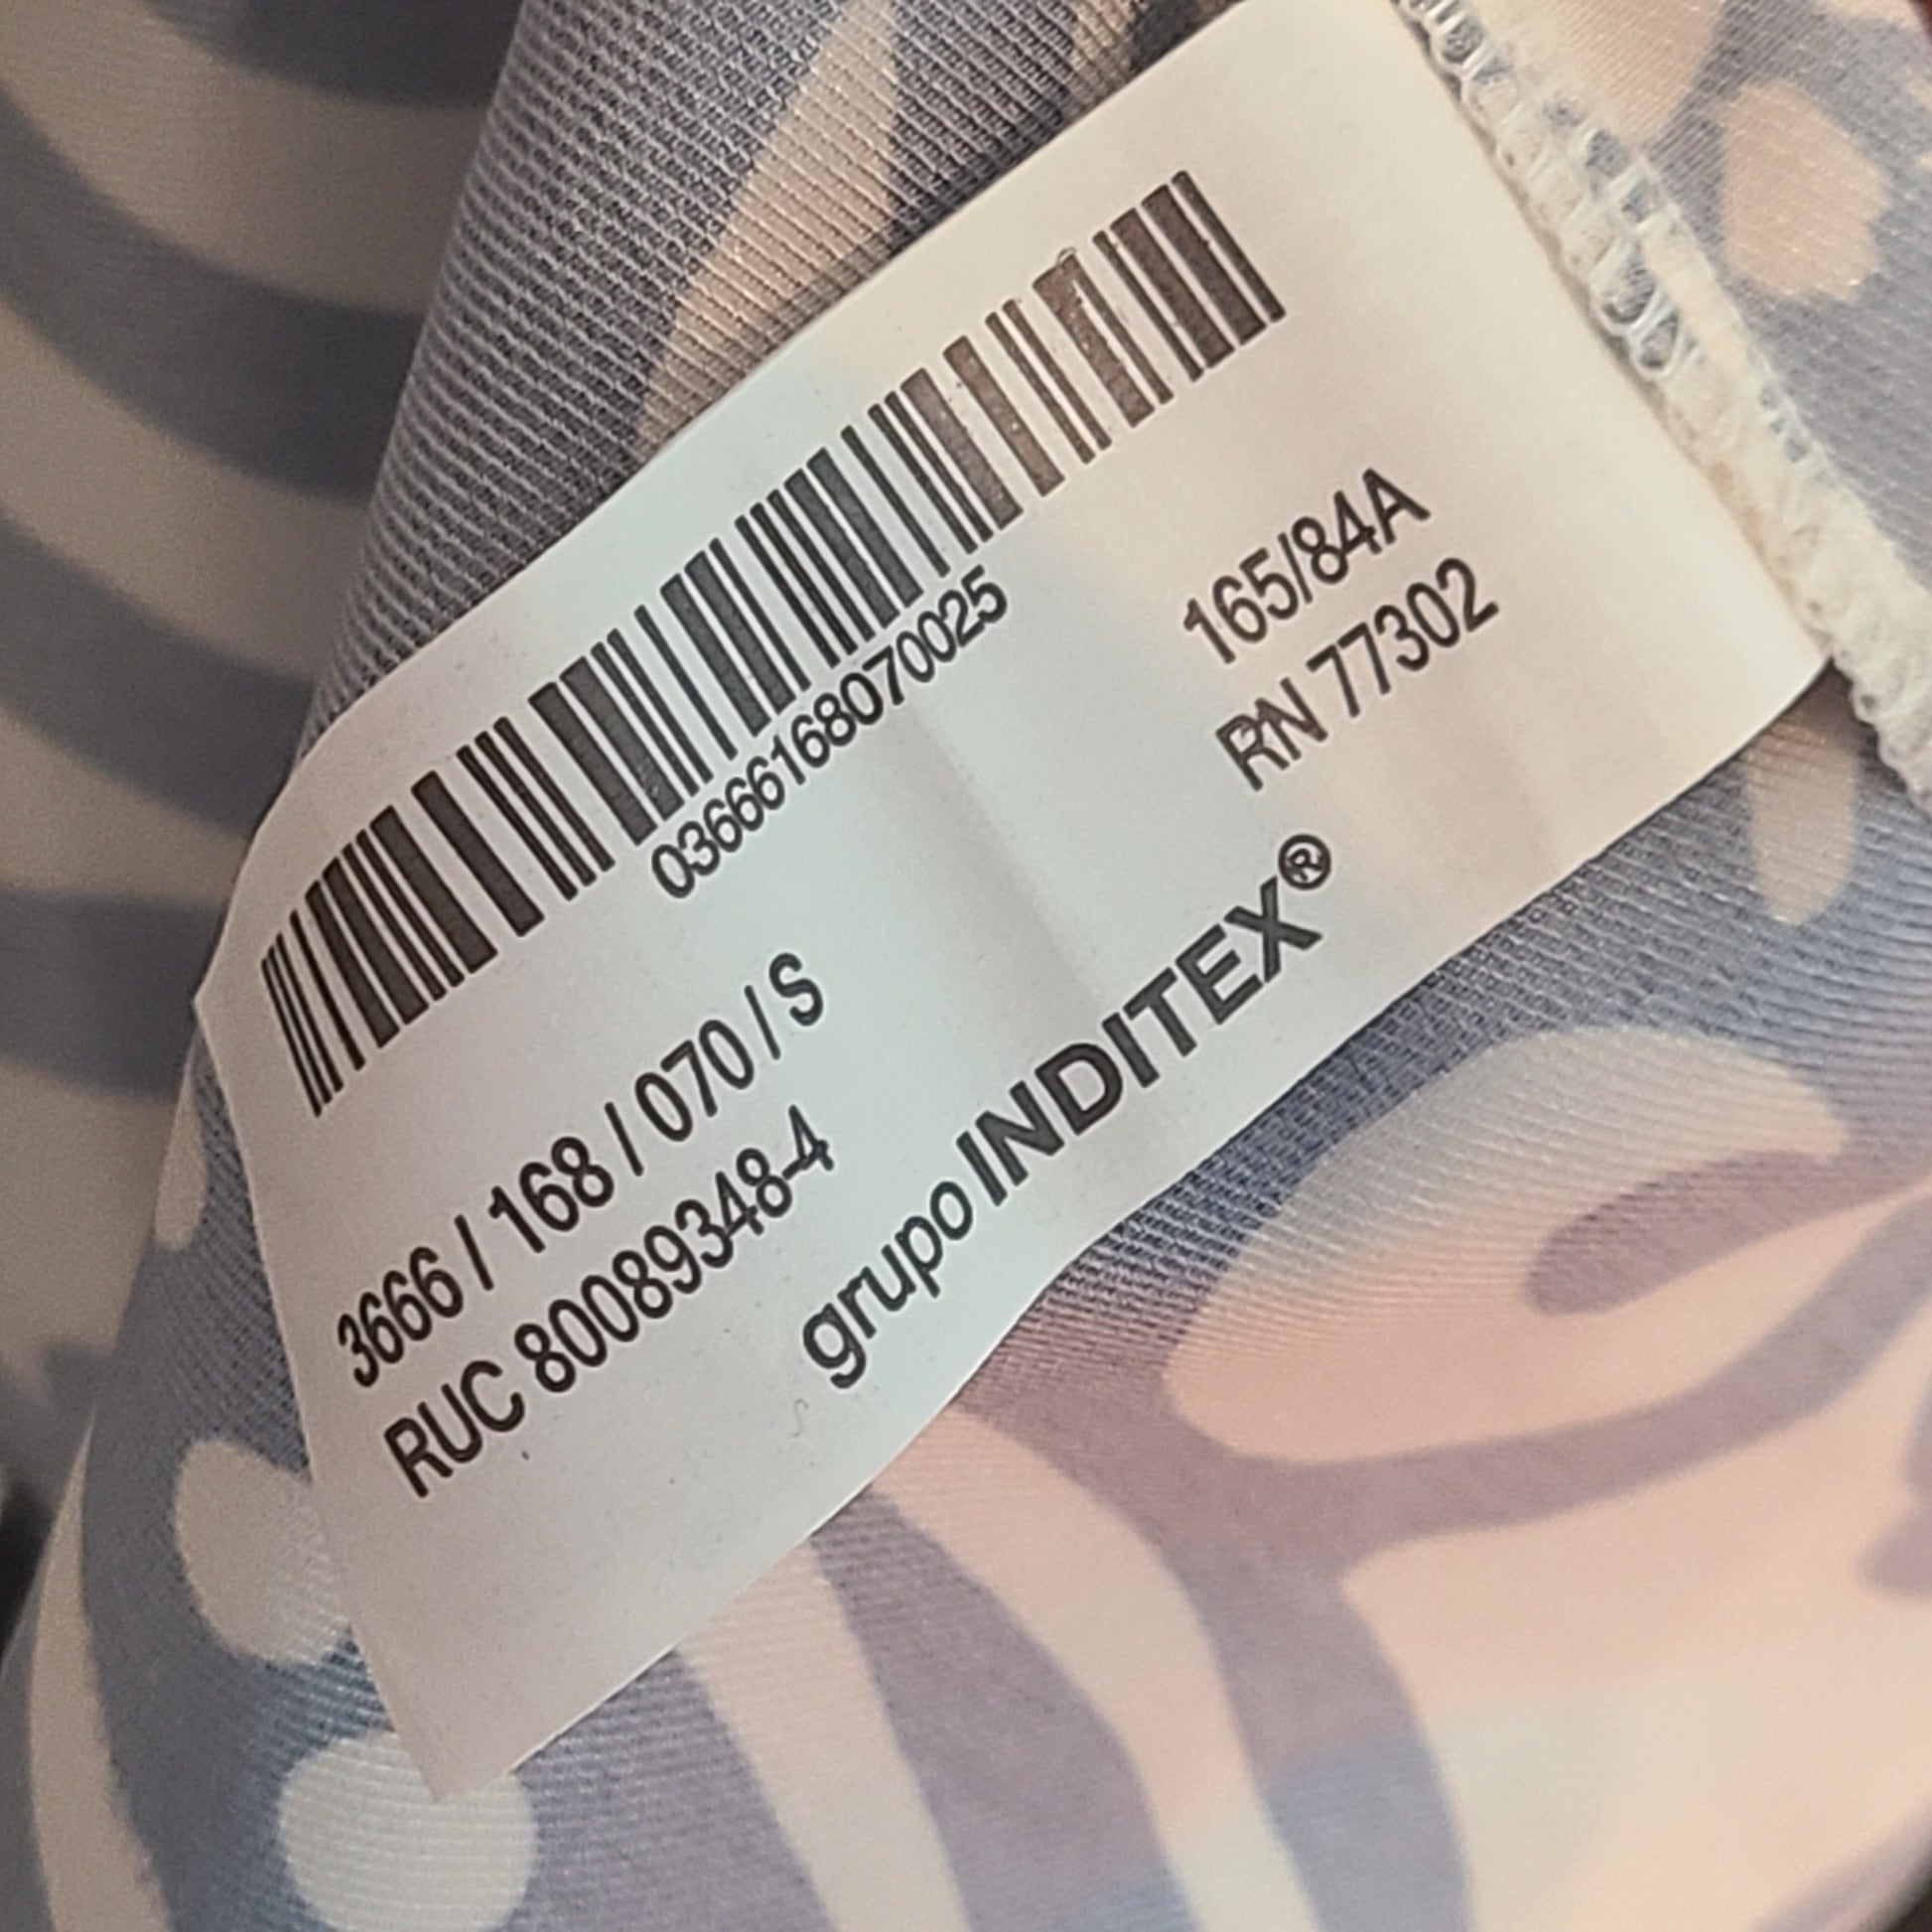 03666168070025
165/84A
RN 77302
3666 / 168 / 070 / S
RUC 80089348-4
grupo INDITEX®